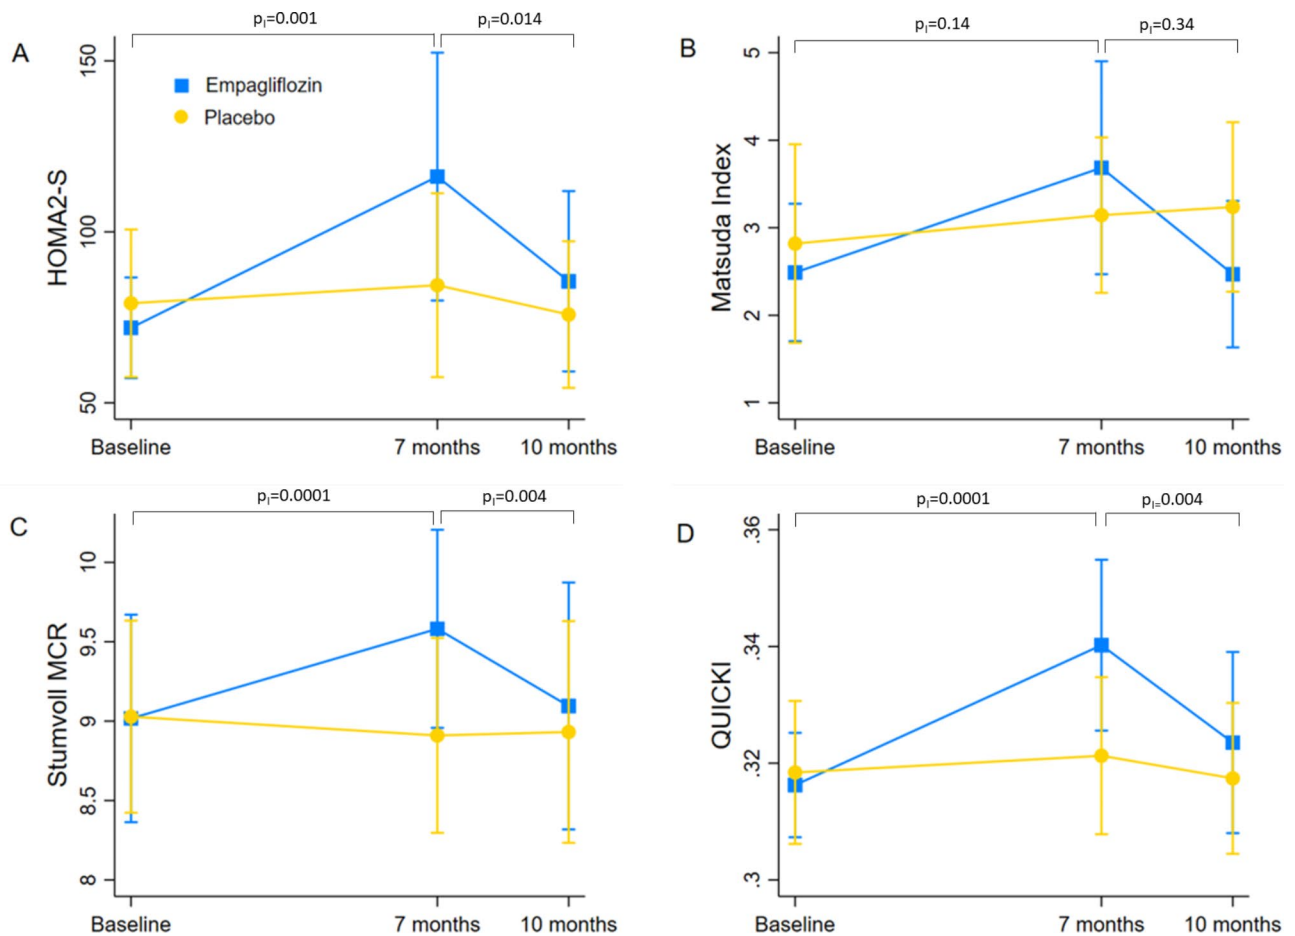 pI=0.001
pI=0.014
A
HOMA2-S
150
100
50
Empagliflozin
Placebo
Baseline
7 months
10 months
pI=0.14
pI=0.34
B
Matsuda Index
5
4
3
2
1
Baseline
7 months
10 months
pI=0.0001
pI=0.004
C
Stumvoll MCR
10
9.5
9
8.5
8
Baseline
7 months
10 months
pI=0.0001
pI=0.004
D
QUICKI
.36
.34
.32
.3
Baseline
7 months
10 months